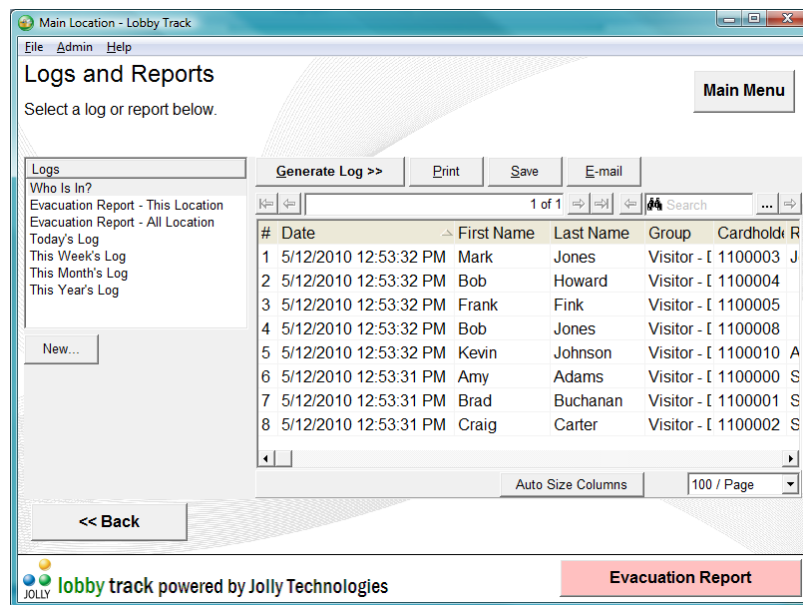 Main Location - Lobby Track
File Admin Help
Logs and Reports
Main Menu
Select a log or report below.
Logs
Who Is In?
Evacuation Report - This Location
Evacuation Report - All Location
Today's Log
This Week's Log
This Month's Log
This Year's Log
New...
Generate Log >> Print Save E-mail
1 of 1 Search ...
# Date First Name Last Name Group Cardholde R
1 5/12/2010 12:53:32 PM Mark Jones Visitor - [ 1100003 J
2 5/12/2010 12:53:32 PM Bob Howard Visitor - [ 1100004
3 5/12/2010 12:53:32 PM Frank Fink Visitor - [ 1100005
4 5/12/2010 12:53:32 PM Bob Jones Visitor - [ 1100008
5 5/12/2010 12:53:32 PM Kevin Johnson Visitor - [ 1100010 A
6 5/12/2010 12:53:31 PM Amy Adams Visitor - [ 1100000 S
7 5/12/2010 12:53:31 PM Brad Buchanan Visitor - [ 1100001 S
8 5/12/2010 12:53:31 PM Craig Carter Visitor - [ 1100002 S
Auto Size Columns 100 / Page
<< Back
JOLLY lobby track powered by Jolly Technologies
Evacuation Report